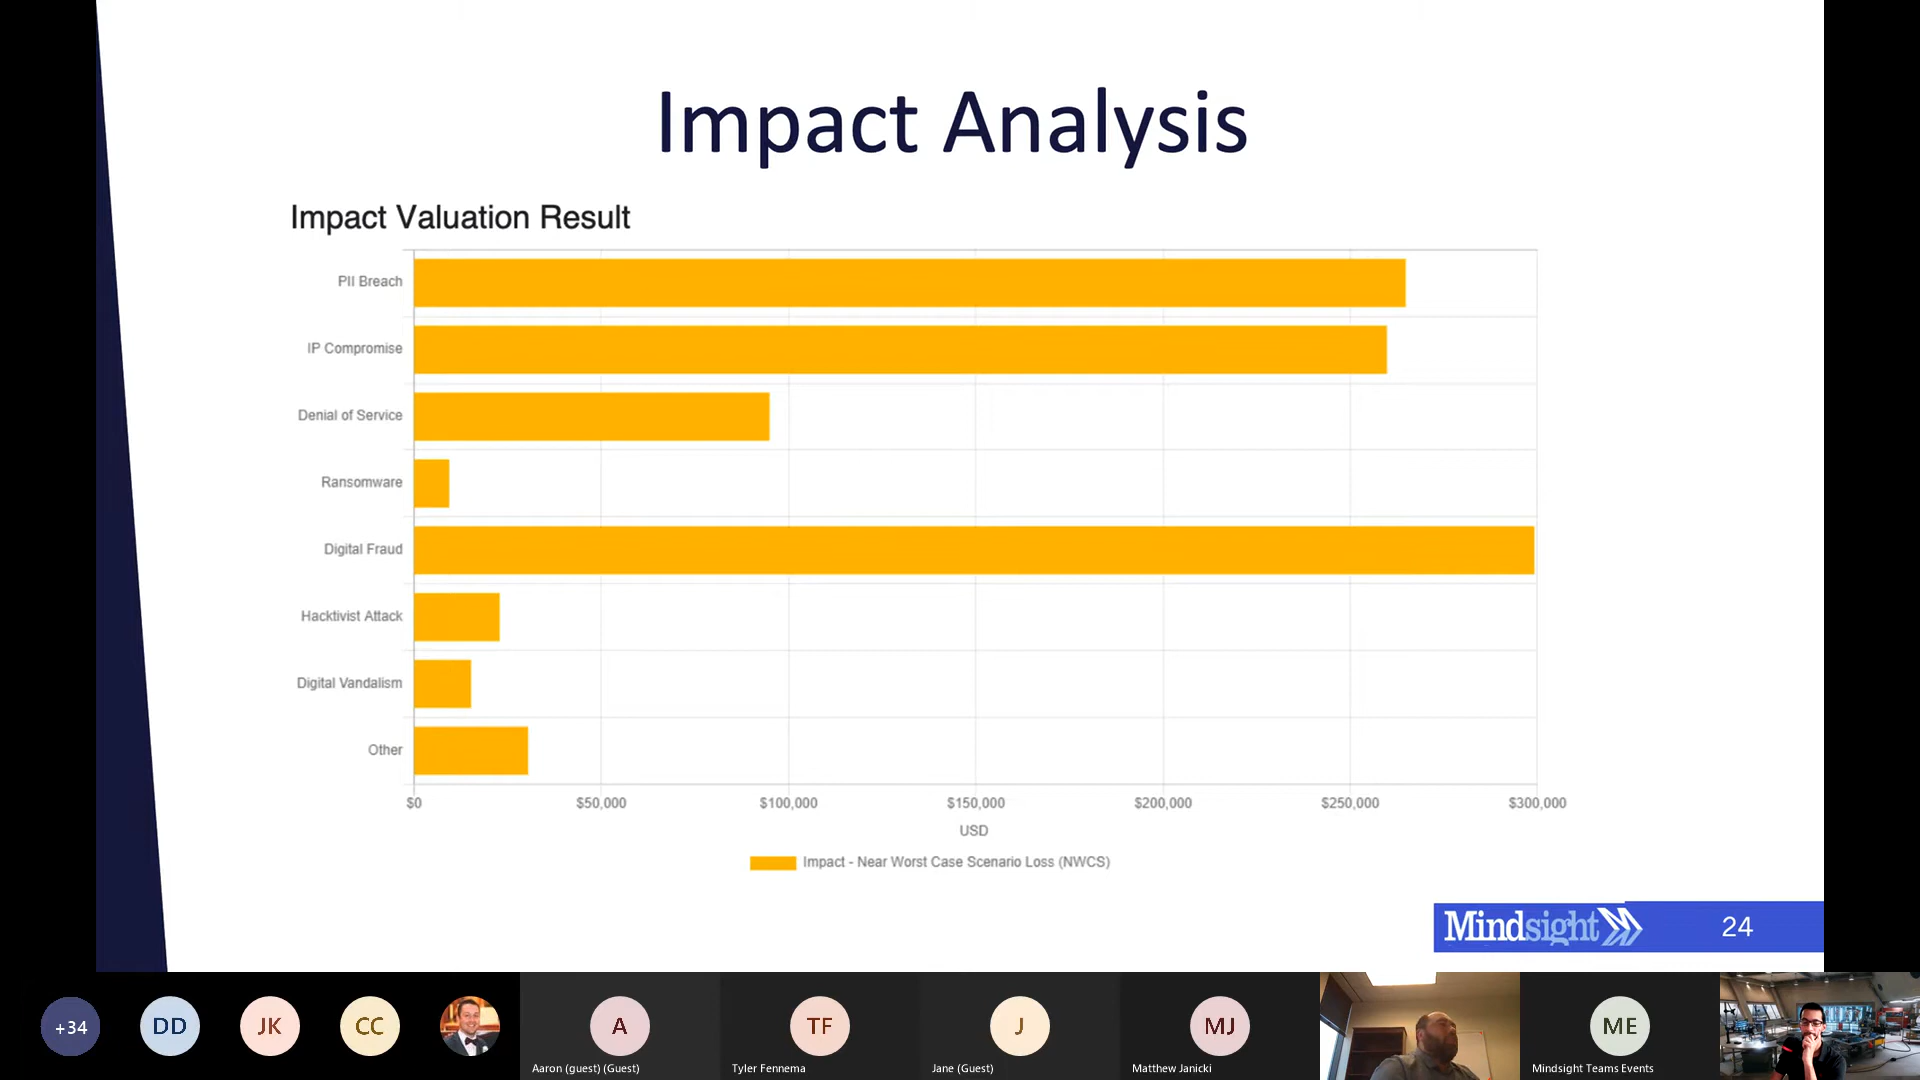 Impact Analysis
Impact Valuation Result
PII Breach
IP Compromise
Denial of Service
Ransomware
Digital Fraud
Hacktivist Attack
Digital Vandalism
Other
$0 $50,000 $100,000 $150,000 $200,000 $250,000 $300,000
USD
Impact - Near Worst Case Scenario Loss (NWCS)
Mindsight 24
+34 DD JK CC A TF J MJ ME
Aaron (guest) (Guest) Tyler Fennema Jane (Guest) Matthew Janicki Mindsight Teams Events